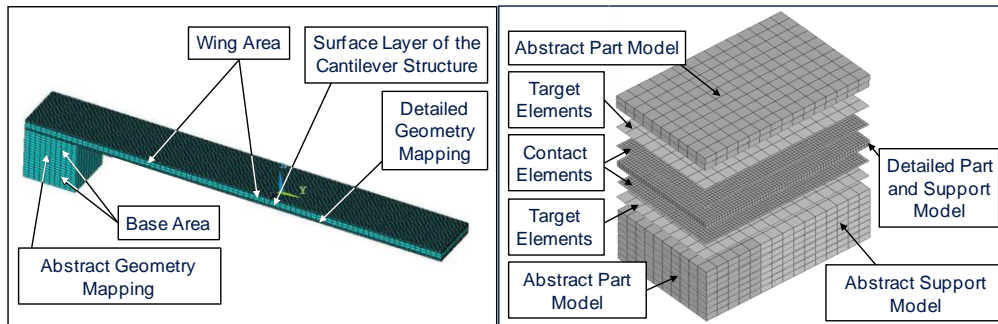 Wing Area
Surface Layer of the
Cantilever Structure
Detailed
Geometry
Mapping
Y
Base Area
Abstract Geometry
Mapping
Abstract Part Model
Target
Elements
Contact
Elements
Detailed Part
and Support
Model
Target
Elements
Abstract Part
Model
Abstract Support
Model